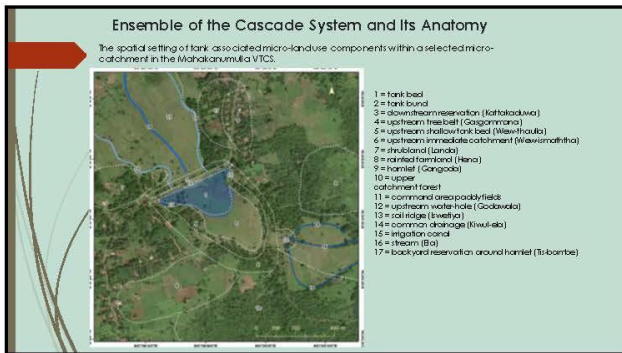 Ensemble of the Cascade System and Its Anatomy
The spatial setting of tank associated micro-land use components within a selected micro-
catchment in the Mahakanumulla VTCS.
1 = tank bed
2 = tank bund
3 = downstream reservation (Kattakaduwa)
4 = upstream tree belt (Gasgommana)
5 = upstream shallow tank bed (Wew-thaulla)
6 = upstream immediate catchment (Wew-ismaththa)
7 = shrubland (Landa)
8 = rainfed farmland (Hena)
9 = hamlet (Gangoda)
10 = upper
catchment forest
11 = command area paddy fields
12 = upstream water-hole (Godawala)
13 = soil ridge (Iswetiya)
14 = common drainage (Kiwul-ela)
15 = irrigation canal
16 = stream (Ela)
17 = backyard reservation around hamlet (Tis-bambe)